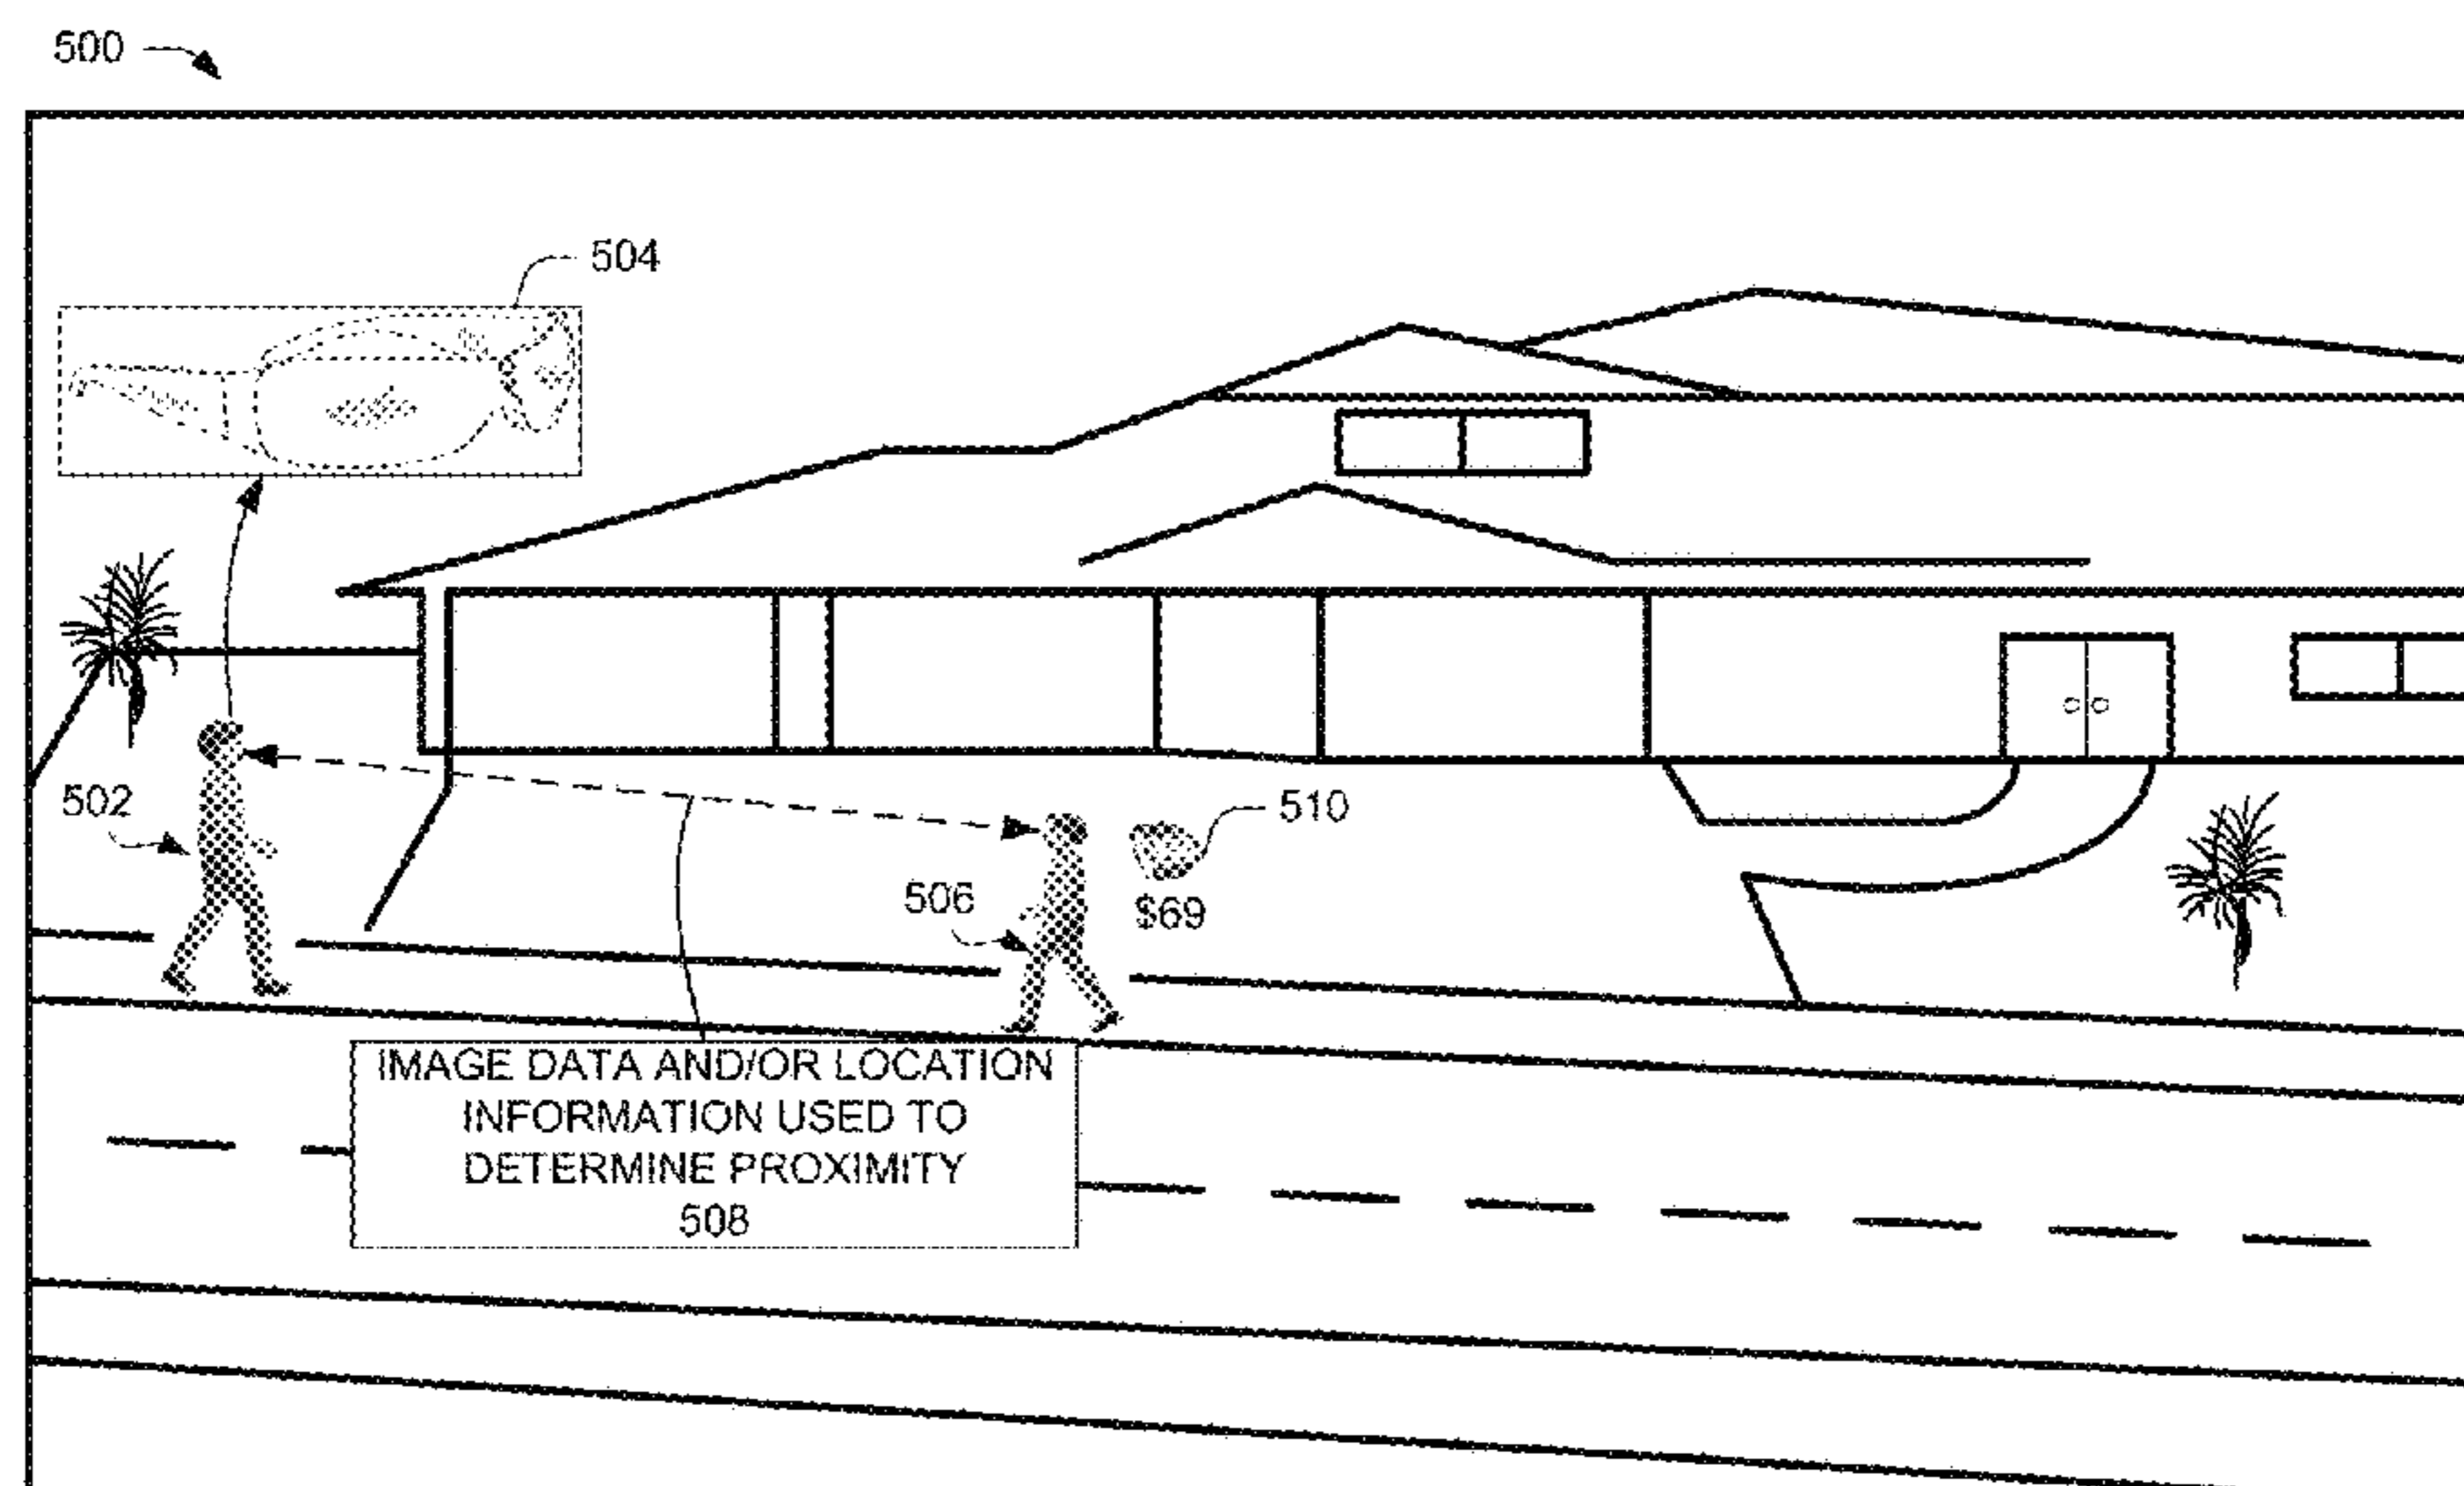 500
504
502
510
506
$69
IMAGE DATA AND/OR LOCATION
INFORMATION USED TO
DETERMINE PROXIMITY
508